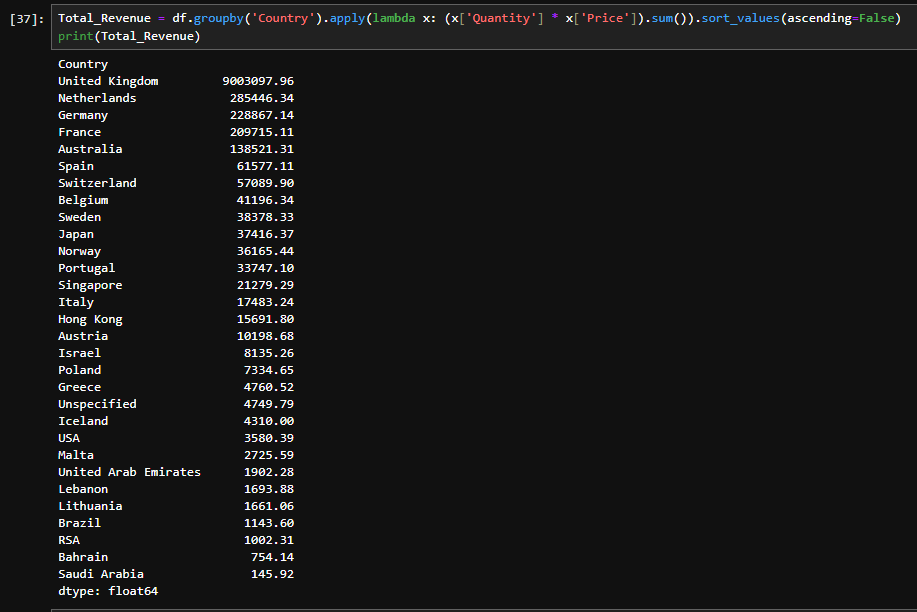 [37]: Total_Revenue = df.groupby('Country').apply(lambda x: (x['Quantity'] * x['Price']).sum()).sort_values(ascending=False)
print(Total_Revenue)
Country
United Kingdom 9003097.96
Netherlands 285446.34
Germany 228867.14
France 209715.11
Australia 138521.31
Spain 61577.11
Switzerland 57089.90
Belgium 41196.34
Sweden 38378.33
Japan 37416.37
Norway 36165.44
Portugal 33747.10
Singapore 21279.29
Italy 17483.24
Hong Kong 15691.80
Austria 10198.68
Israel 8135.26
Poland 7334.65
Greece 4760.52
Unspecified 4749.79
Iceland 4310.00
USA 3580.39
Malta 2725.59
United Arab Emirates 1902.28
Lebanon 1693.88
Lithuania 1661.06
Brazil 1143.60
RSA 1002.31
Bahrain 754.14
Saudi Arabia 145.92
dtype: float64